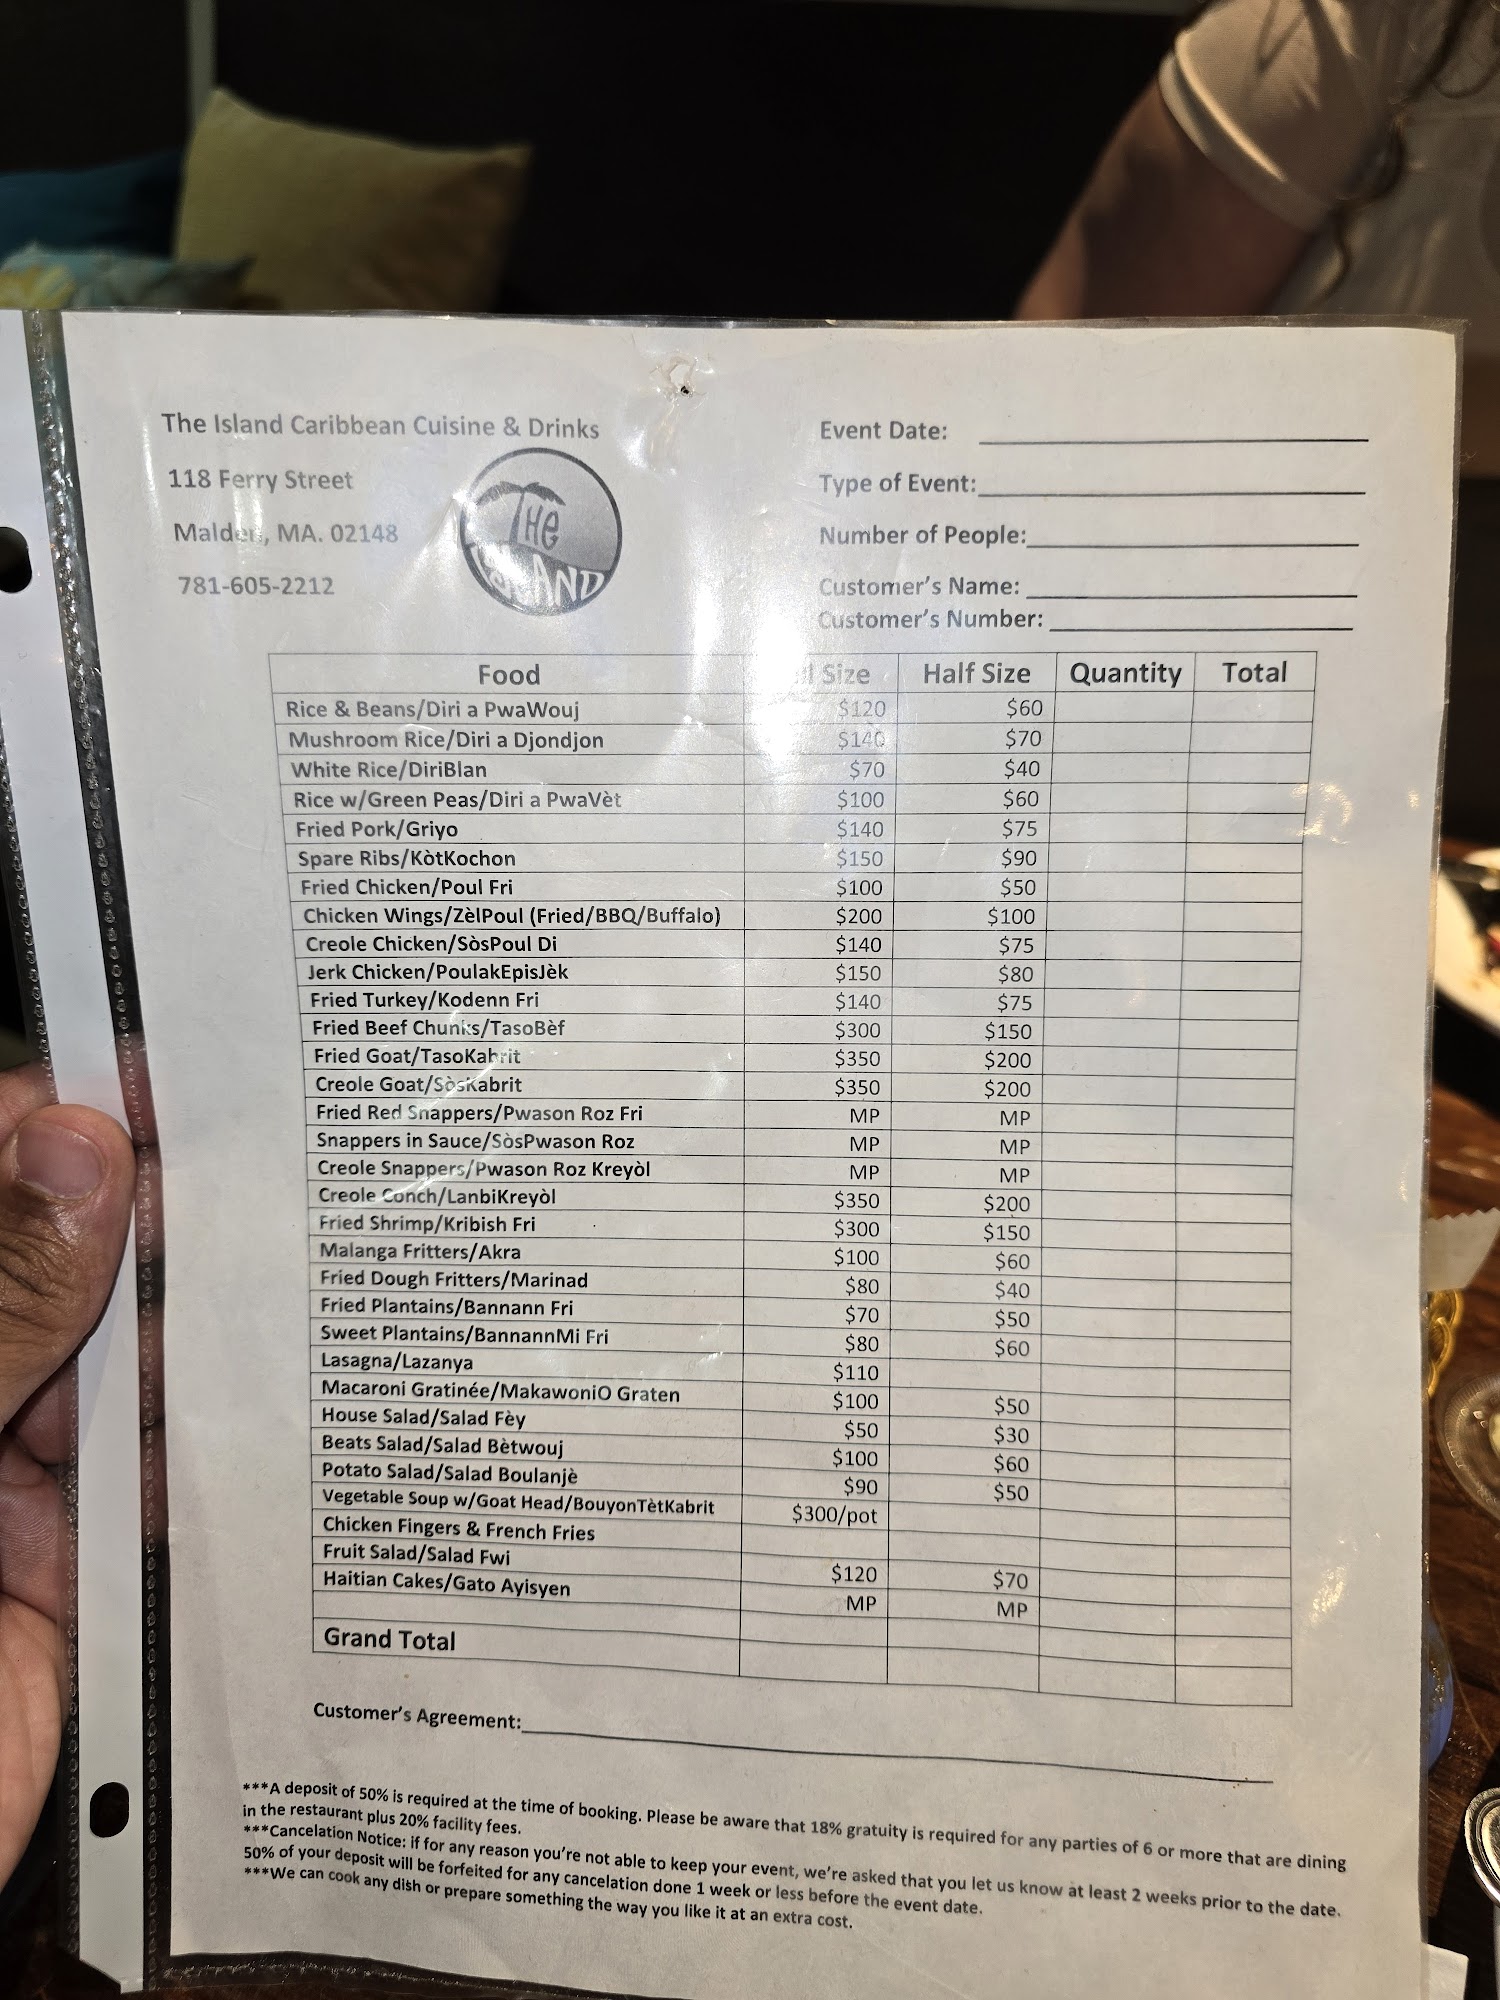 The Island Caribbean Cuisine & Drinks
118 Ferry Street
Malden, MA. 02148
781-605-2212
THe ISLAND
Event Date:
Type of Event:
Number of People:
Customer's Name:
Customer's Number:
Food Size Half Size Quantity Total
Rice & Beans/Diri a PwaWouj $120 $60
Mushroom Rice/Diri a Djondjon $140 $70
White Rice/DiriBlan $70 $40
Rice w/Green Peas/Diri a PwaVèt $100 $60
Fried Pork/Griyo $140 $75
Spare Ribs/KòtKochon $150 $90
Fried Chicken/Poul Fri $100 $50
Chicken Wings/ZèlPoul (Fried/BBQ/Buffalo) $200 $100
Creole Chicken/SòsPoul Di $140 $75
Jerk Chicken/PoulakEpisJèk $150 $80
Fried Turkey/Kodenn Fri $140 $75
Fried Beef Chunks/TasoBèf $300 $150
Fried Goat/TasoKabrit $350 $200
Creole Goat/SòsKabrit $350 $200
Fried Red Snappers/Pwason Roz Fri MP MP
Snappers in Sauce/SòsPwason Roz MP MP
Creole Snappers/Pwason Roz Kreyòl MP MP
Creole Conch/LanbiKreyòl $350 $200
Fried Shrimp/Kribish Fri $300 $150
Malanga Fritters/Akra $100 $60
Fried Dough Fritters/Marinad $80 $40
Fried Plantains/Bannann Fri $70 $50
Sweet Plantains/BannannMi Fri $80 $60
Lasagna/Lazanya $110
Macaroni Gratinée/MakawoniO Graten $100 $50
House Salad/Salad Fèy $50 $30
Beats Salad/Salad Bètwouj $100 $60
Potato Salad/Salad Boulanjè $90 $50
Vegetable Soup w/Goat Head/BouyonTètKabrit $300/pot
Chicken Fingers & French Fries
Fruit Salad/Salad Fwi $120 $70
Haitian Cakes/Gato Ayisyen MP MP
Grand Total
Customer's Agreement:
***A deposit of 50% is required at the time of booking. Please be aware that 18% gratuity is required for any parties of 6 or more that are dining
in the restaurant plus 20% facility fees.
***Cancelation Notice: if for any reason you're not able to keep your event, we're asked that you let us know at least 2 weeks prior to the date.
50% of your deposit will be forfeited for any cancelation done 1 week or less before the event date.
***We can cook any dish or prepare something the way you like it at an extra cost.